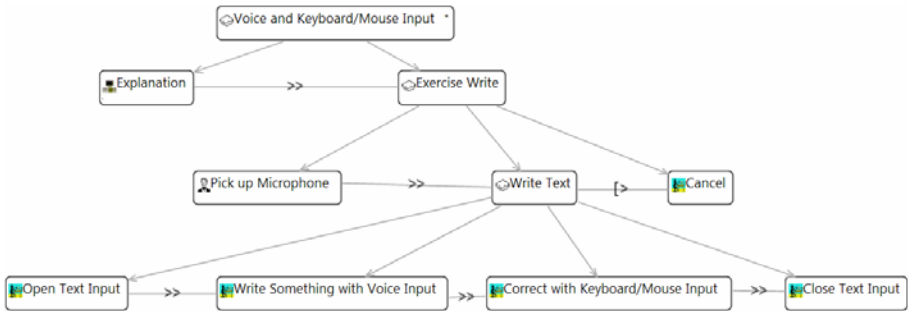 Voice and Keyboard/Mouse Input *
Explanation >> Exercise Write
Pick up Microphone >> Write Text [> Cancel
Open Text Input >> Write Something with Voice Input >> Correct with Keyboard/Mouse Input >> Close Text Input